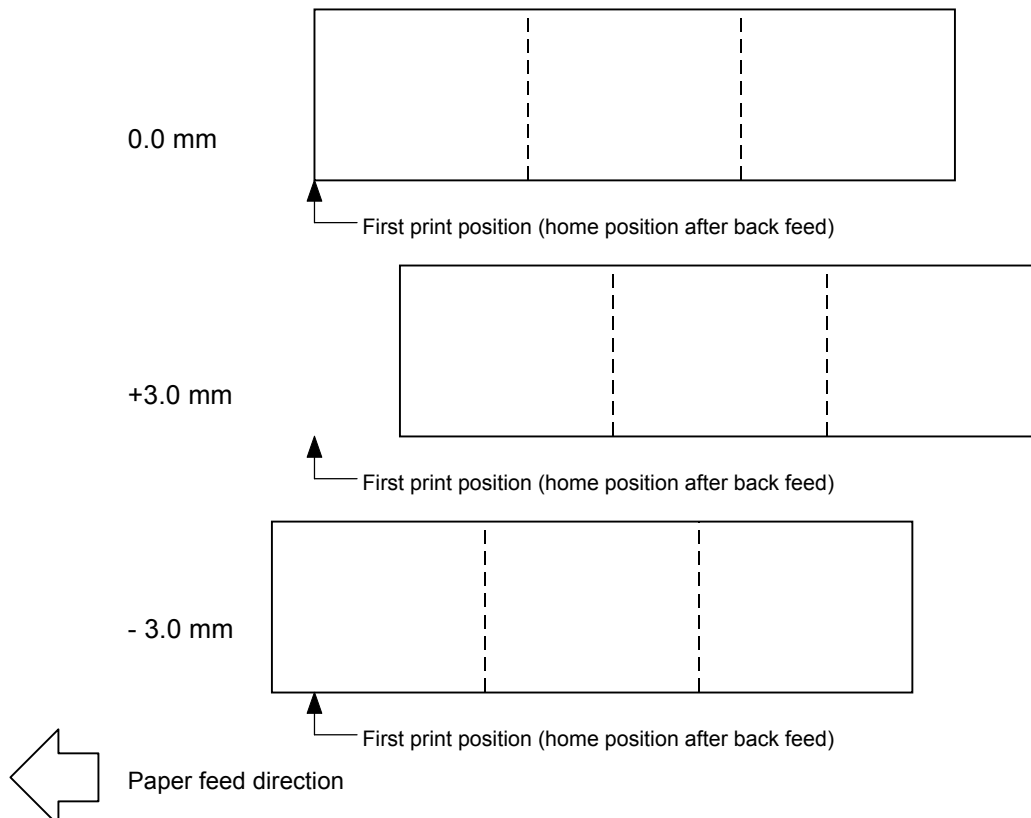 0.0 mm
First print position (home position after back feed)
+3.0 mm
First print position (home position after back feed)
- 3.0 mm
First print position (home position after back feed)
Paper feed direction